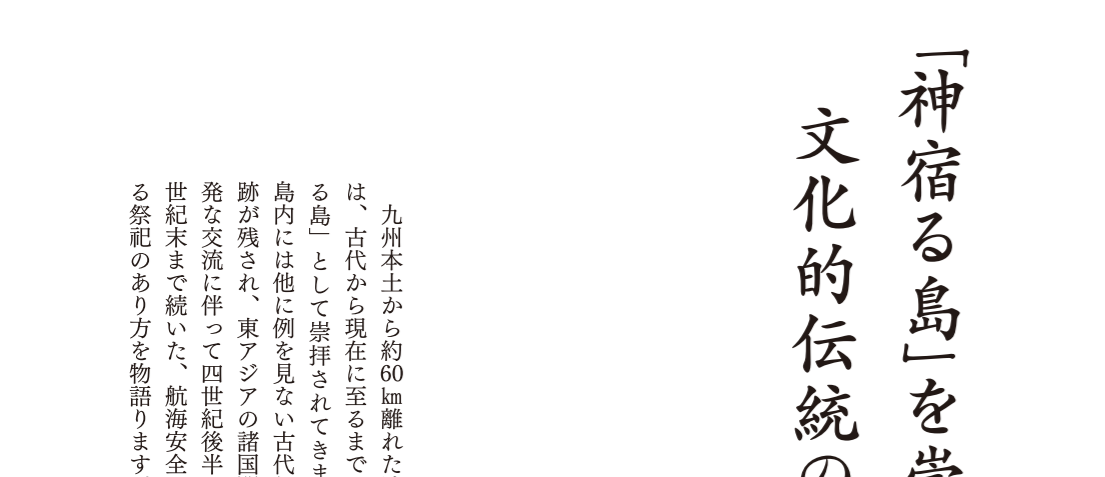 「神宿る島」を崇
文化的伝統の
九州本土から約60㎞離れた
は、古代から現在に至るまで
る島」として崇拝されてきま
島内には他に例を見ない古代
跡が残され、東アジアの諸国
発な交流に伴って四世紀後半
世紀末まで続いた、航海安全
る祭祀のあり方を物語ります